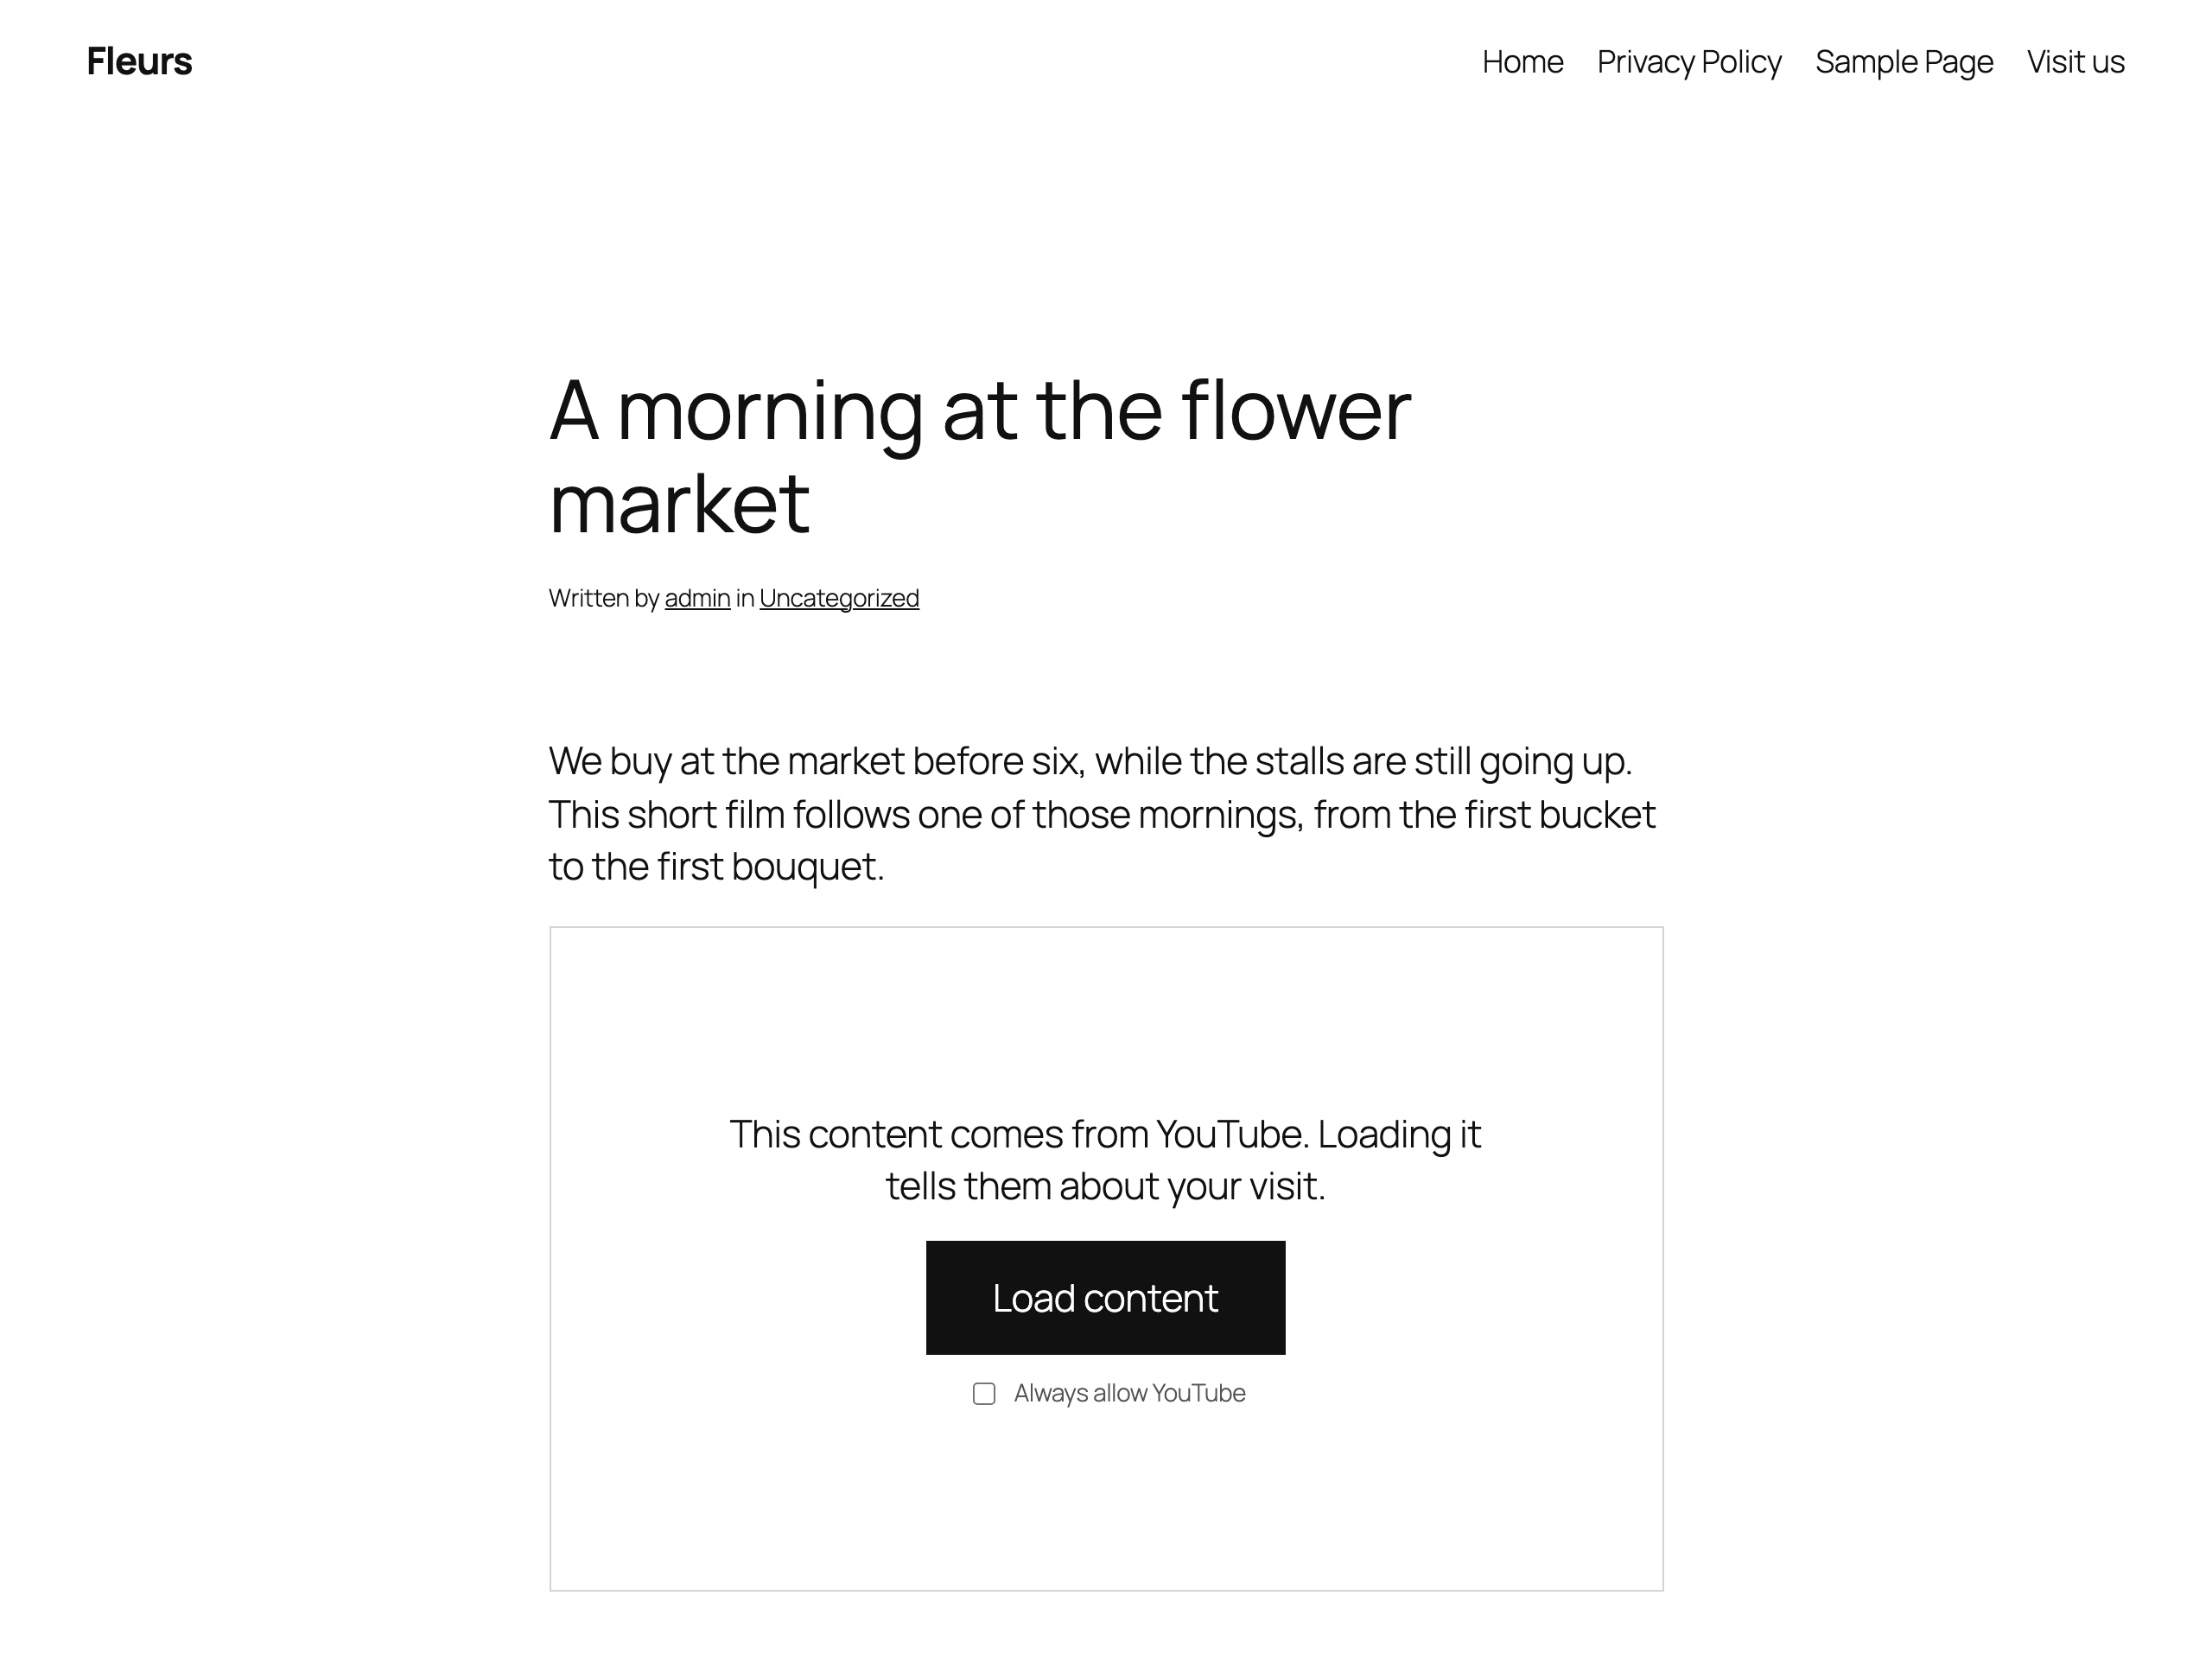 Fleurs
Home Privacy Policy Sample Page Visit us
A morning at the flower
market
Written by admin in Uncategorized
We buy at the market before six, while the stalls are still going up.
This short film follows one of those mornings, from the first bucket
to the first bouquet.
This content comes from YouTube. Loading it
tells them about your visit.
Load content
Always allow YouTube